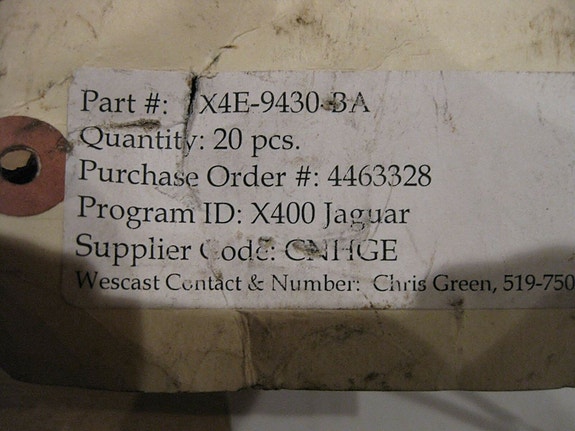 Part #: 1X4E-9430-BA
Quantity: 20 pcs.
Purchase Order #: 4463328
Program ID: X400 Jaguar
Supplier Code: CNHGE
Wescast Contact & Number: Chris Green, 519-750